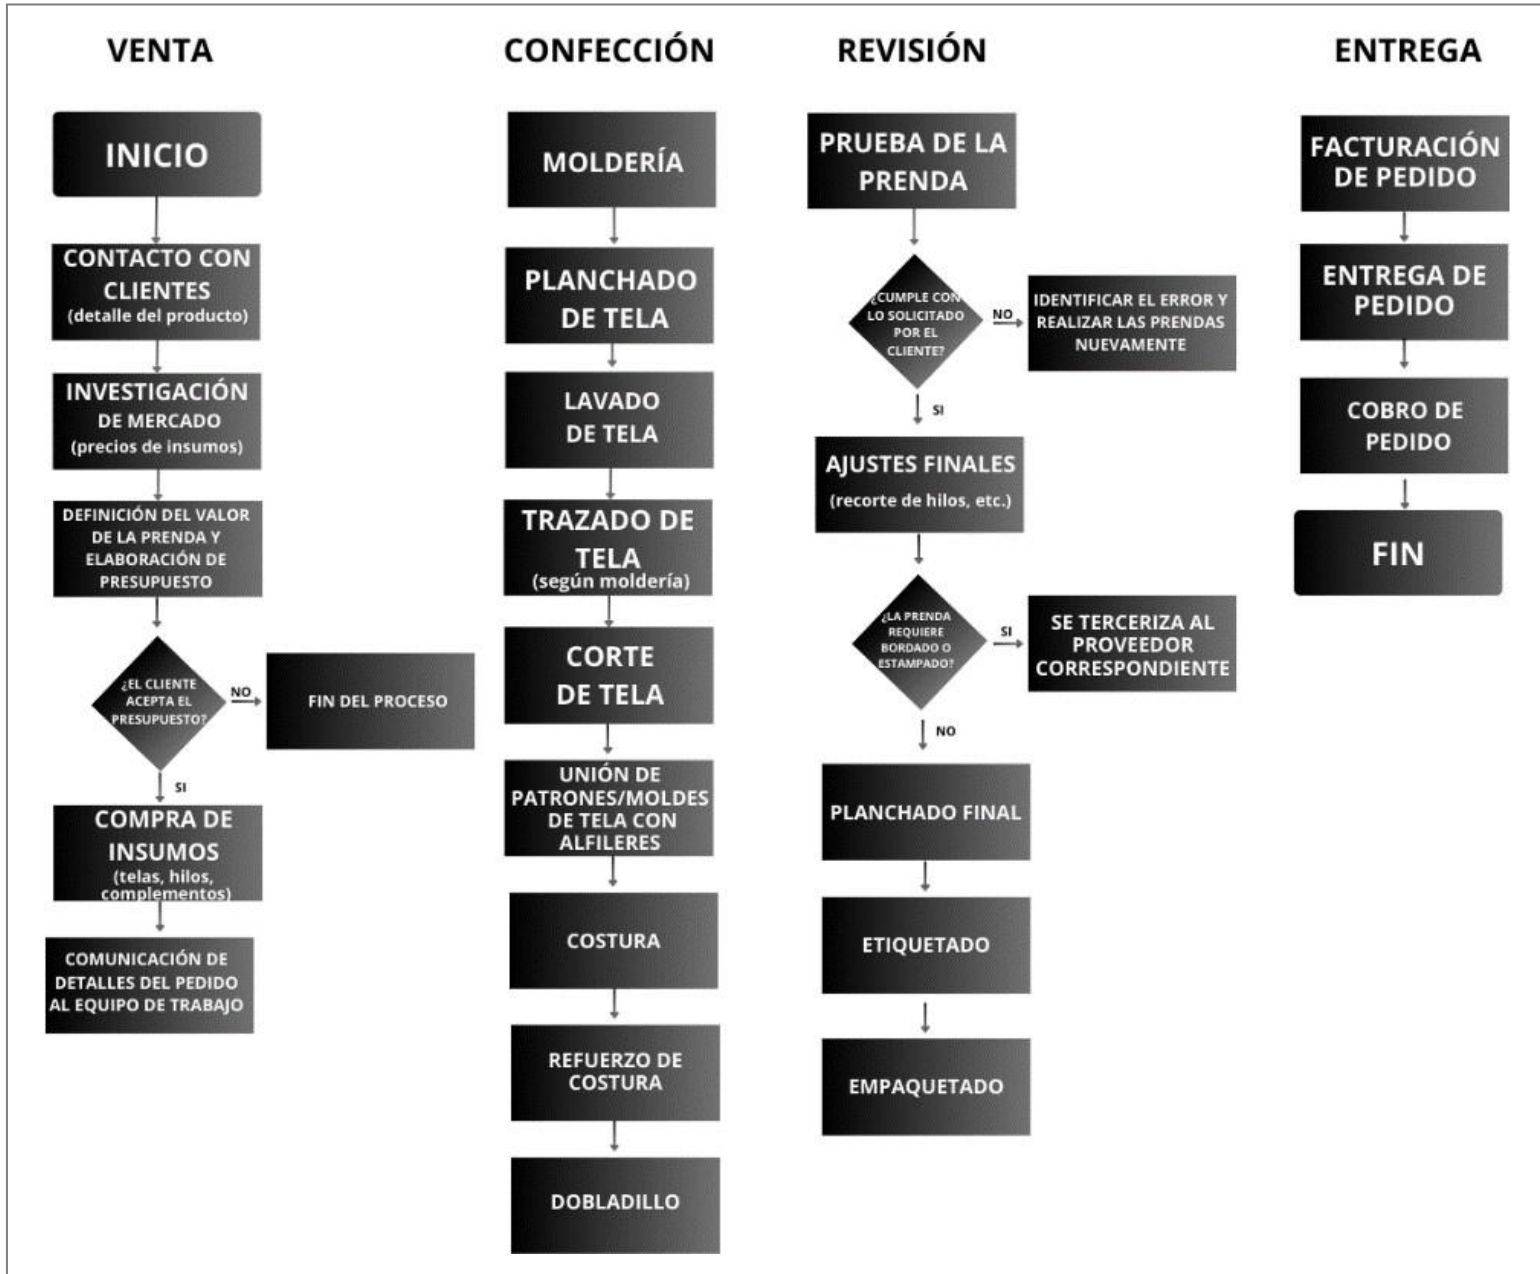 VENTA
INICIO
CONTACTO CON
CLIENTES
(detalle del producto)
INVESTIGACIÓN
DE MERCADO
(precios de insumos)
DEFINICIÓN DEL VALOR
DE LA PRENDA Y
ELABORACIÓN DE
PRESUPUESTO
¿EL CLIENTE
ACEPTA EL
PRESUPUESTO?
NO
FIN DEL PROCESO
SI
COMPRA DE
INSUMOS
(telas, hilos,
complementos)
COMUNICACIÓN DE
DETALLES DEL PEDIDO
AL EQUIPO DE TRABAJO
CONFECCIÓN
MOLDERÍA
PLANCHADO
DE TELA
LAVADO
DE TELA
TRAZADO DE
TELA
(según moldería)
CORTE
DE TELA
UNIÓN DE
PATRONES/MOLDES
DE TELA CON
ALFILERES
COSTURA
REFUERZO DE
COSTURA
DOBLADILLO
REVISIÓN
PRUEBA DE LA
PRENDA
¿CUMPLE CON
LO SOLICITADO
POR EL
CLIENTE?
NO
IDENTIFICAR EL ERROR Y
REALIZAR LAS PRENDAS
NUEVAMENTE
SI
AJUSTES FINALES
(recorte de hilos, etc.)
¿LA PRENDA
REQUIERE
BORDADO O
ESTAMPADO?
SI
SE TERCERIZA AL
PROVEEDOR
CORRESPONDIENTE
NO
PLANCHADO FINAL
ETIQUETADO
EMPAQUETADO
ENTREGA
FACTURACIÓN
DE PEDIDO
ENTREGA DE
PEDIDO
COBRO DE
PEDIDO
FIN